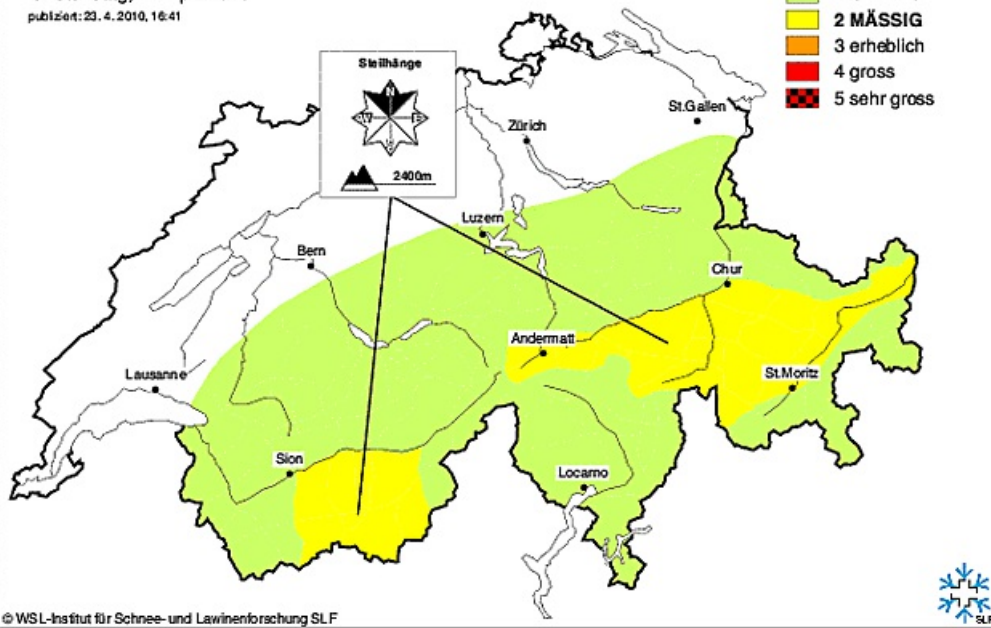 publiziert: 23. 4. 2010, 16:41
2 MÄSSIG
3 erheblich
4 gross
5 sehr gross
Steilhänge
N
W E
S
2400m
St.Gallen
Zürich
Luzern
Bern
Chur
Andermatt
St.Moritz
Lausanne
Sion
Locarno
© WSL-Institut für Schnee- und Lawinenforschung SLF
SLF